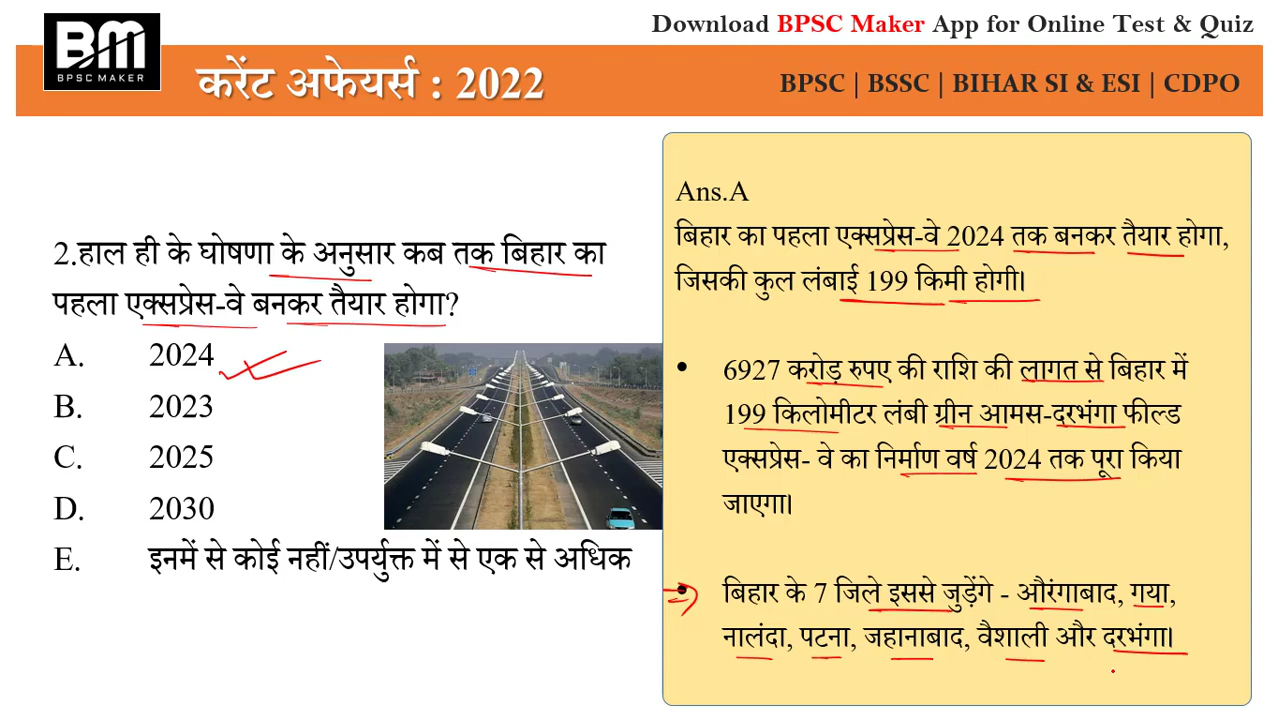 Download BPSC Maker App for Online Test & Quiz
BM
BPSC MAKER
करेंट अफेयर्स : 2022
BPSC | BSSC | BIHAR SI & ESI | CDPO
2.हाल ही के घोषणा के अनुसार कब तक बिहार का
पहला एक्सप्रेस-वे बनकर तैयार होगा?
A. 2024
B. 2023
C. 2025
D. 2030
E. इनमें से कोई नहीं/उपर्युक्त में से एक से अधिक
Ans.A
बिहार का पहला एक्सप्रेस-वे 2024 तक बनकर तैयार होगा,
जिसकी कुल लंबाई 199 किमी होगी।
• 6927 करोड़ रुपए की राशि की लागत से बिहार में
199 किलोमीटर लंबी ग्रीन आमस-दरभंगा फील्ड
एक्सप्रेस- वे का निर्माण वर्ष 2024 तक पूरा किया
जाएगा।
• बिहार के 7 जिले इससे जुड़ेंगे - औरंगाबाद, गया,
नालंदा, पटना, जहानाबाद, वैशाली और दरभंगा।